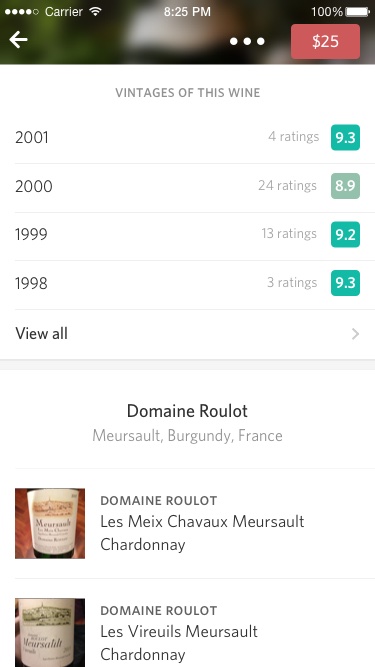 Carrier 8:25 PM 100%
$25
VINTAGES OF THIS WINE
2001 4 ratings 9.3
2000 24 ratings 8.9
1999 13 ratings 9.2
1998 3 ratings 9.3
View all
Domaine Roulot
Meursault, Burgundy, France
DOMAINE ROULOT
Les Meix Chavaux Meursault
Chardonnay
Meursault
DOMAINE ROULOT
Les Vireuils Meursault
Chardonnay
ROULOT
Meursault